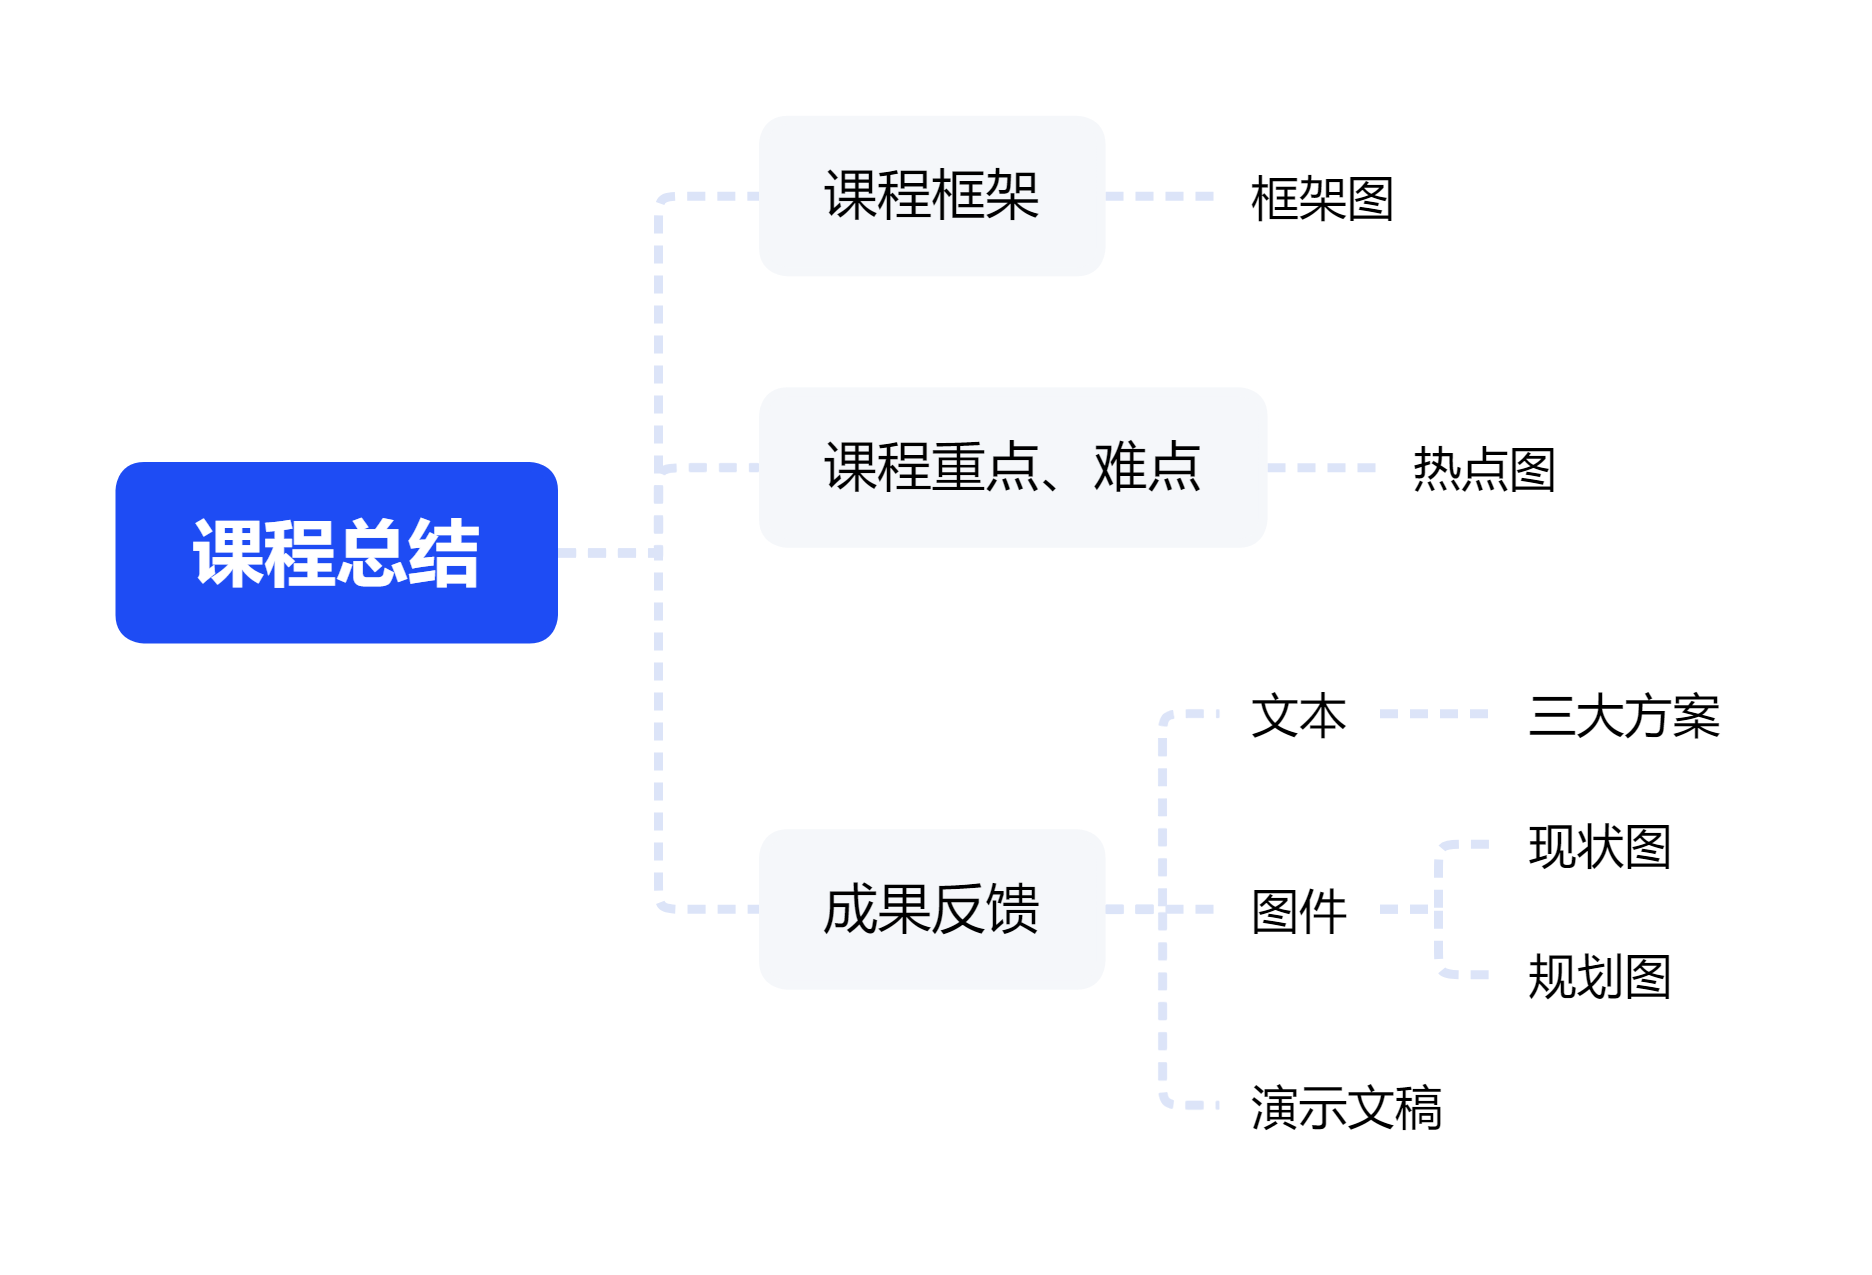 课程总结
课程框架
框架图
课程重点、难点
热点图
成果反馈
文本
三大方案
图件
现状图
规划图
演示文稿